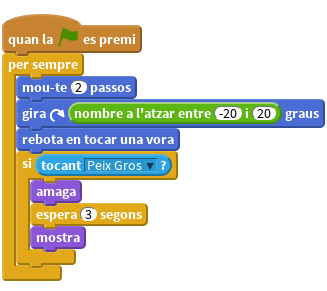 quan la es premi
per sempre
mou-te 2 passos
gira nombre a l'atzar entre -20 i 20 graus
rebota en tocar una vora
si tocant Peix Gros ?
amaga
espera 3 segons
mostra